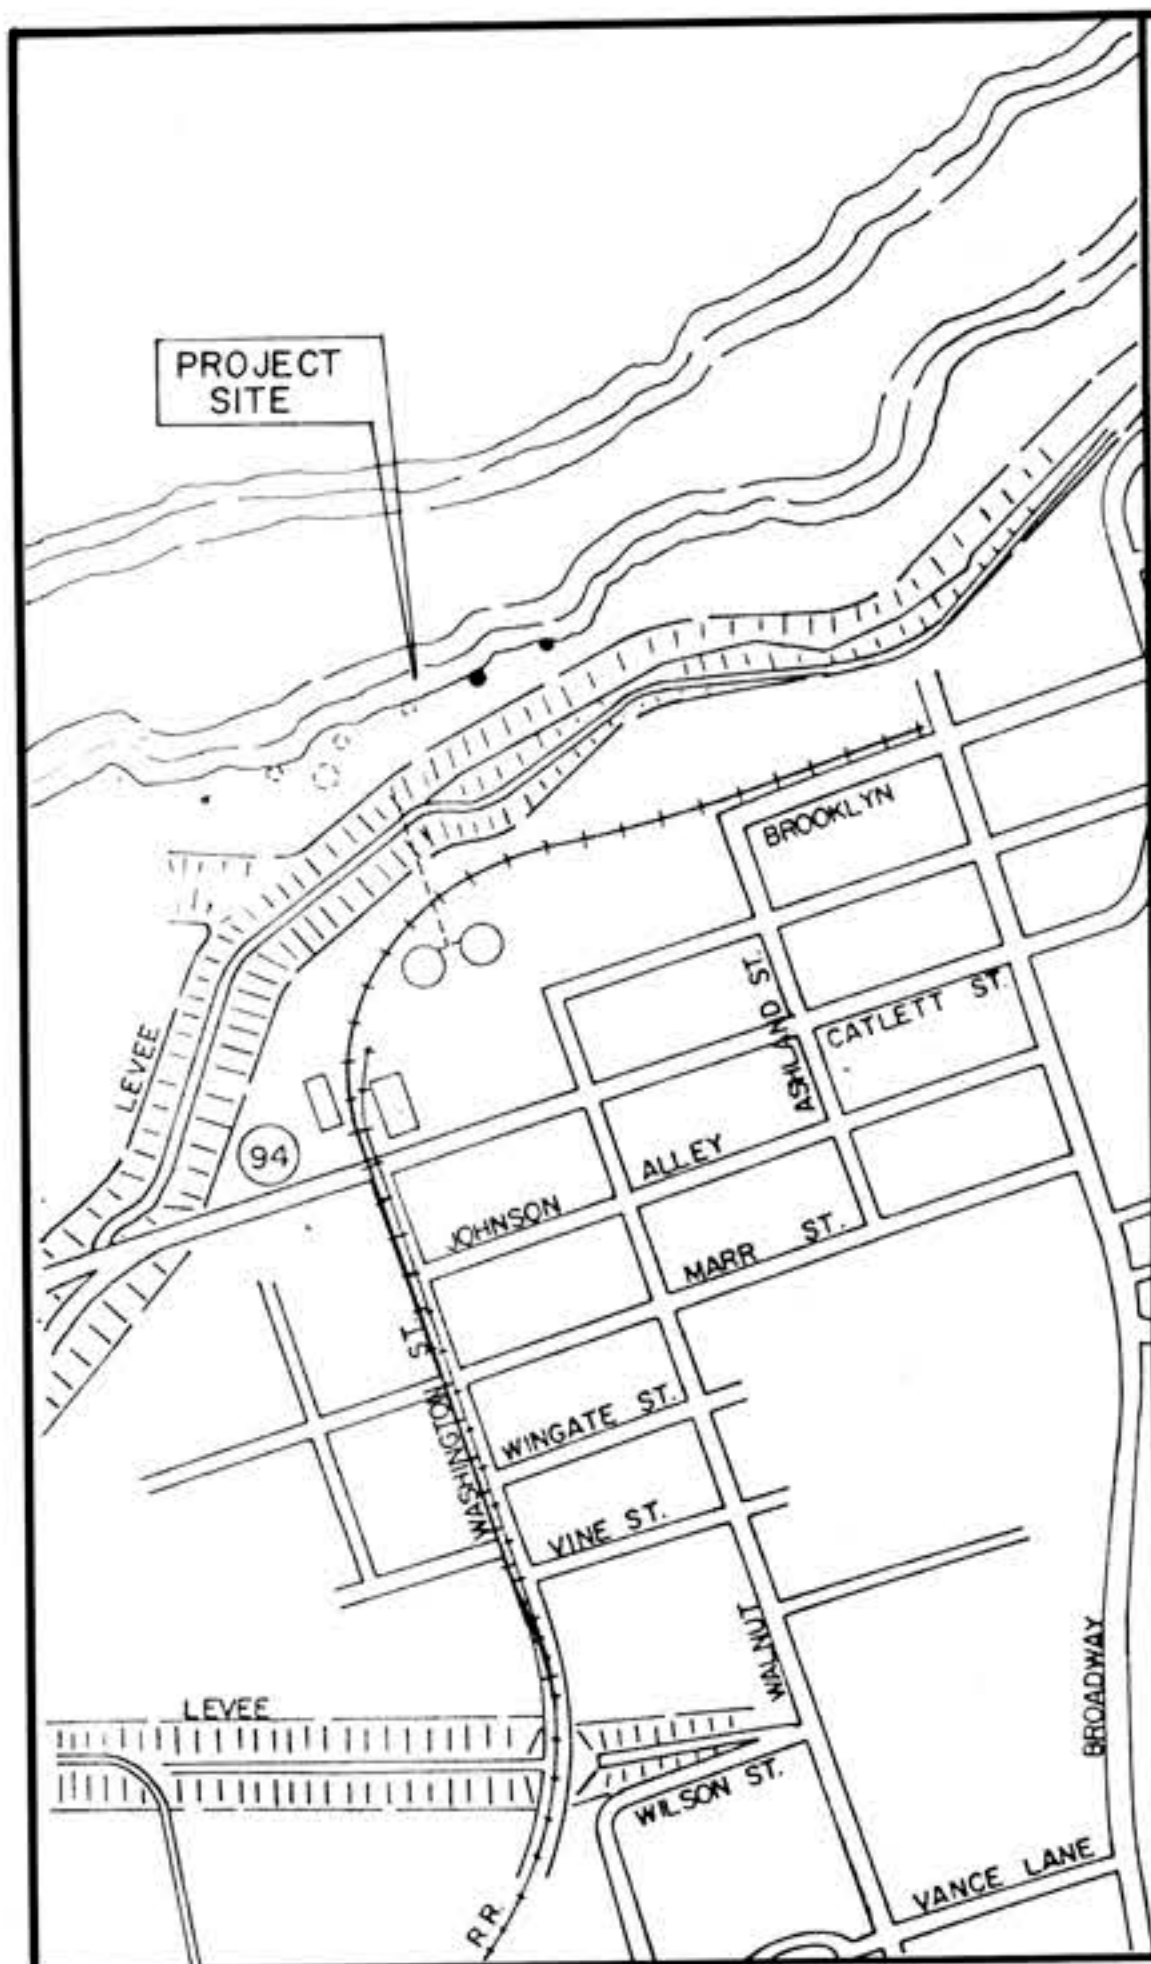 PROJECT
SITE
BROOKLYN
ASHLAND ST.
CATLETT ST.
LEVEE
94
JOHNSON ALLEY
MARR ST.
WASHINGTON ST.
WINGATE ST.
VINE ST.
WALNUT
BROADWAY
LEVEE
WILSON ST.
VANCE LANE
R.R.